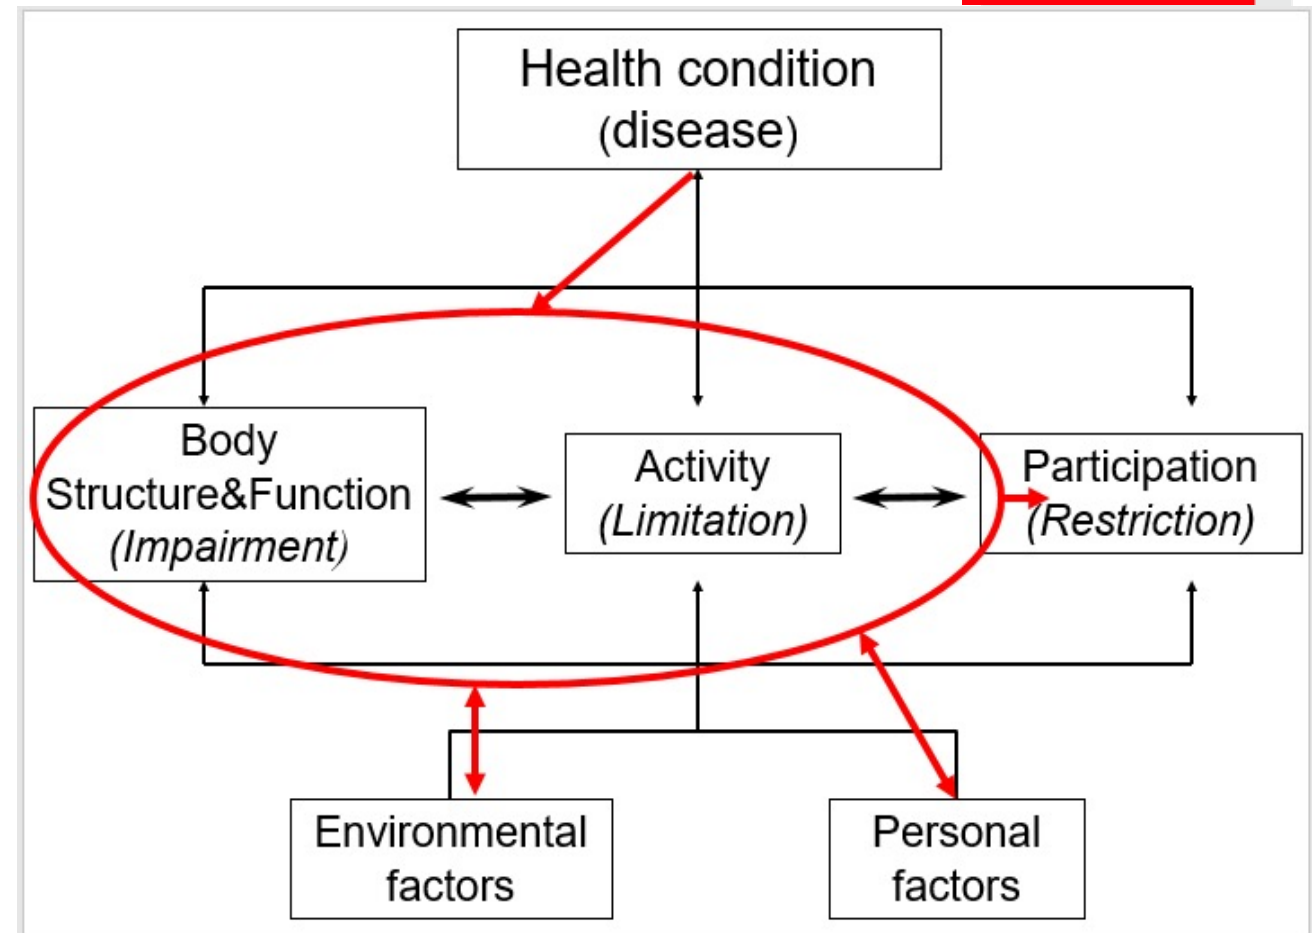 Health condition
(disease)
Body
Structure&Function
(Impairment)
Activity
(Limitation)
Participation
(Restriction)
Environmental
factors
Personal
factors